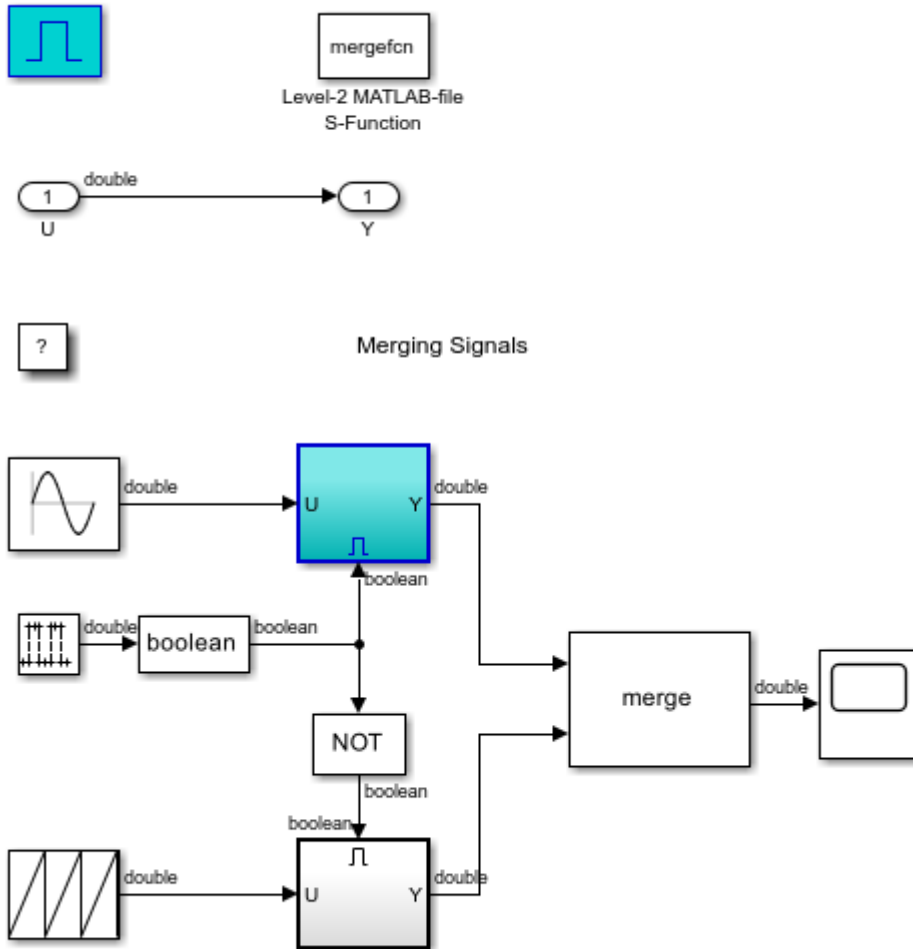 mergefcn
Level-2 MATLAB-file
S-Function
double
1
1
U
Y
?
Merging Signals
double
U
Y
double
boolean
double
boolean
boolean
merge
double
NOT
boolean
boolean
double
U
Y
double